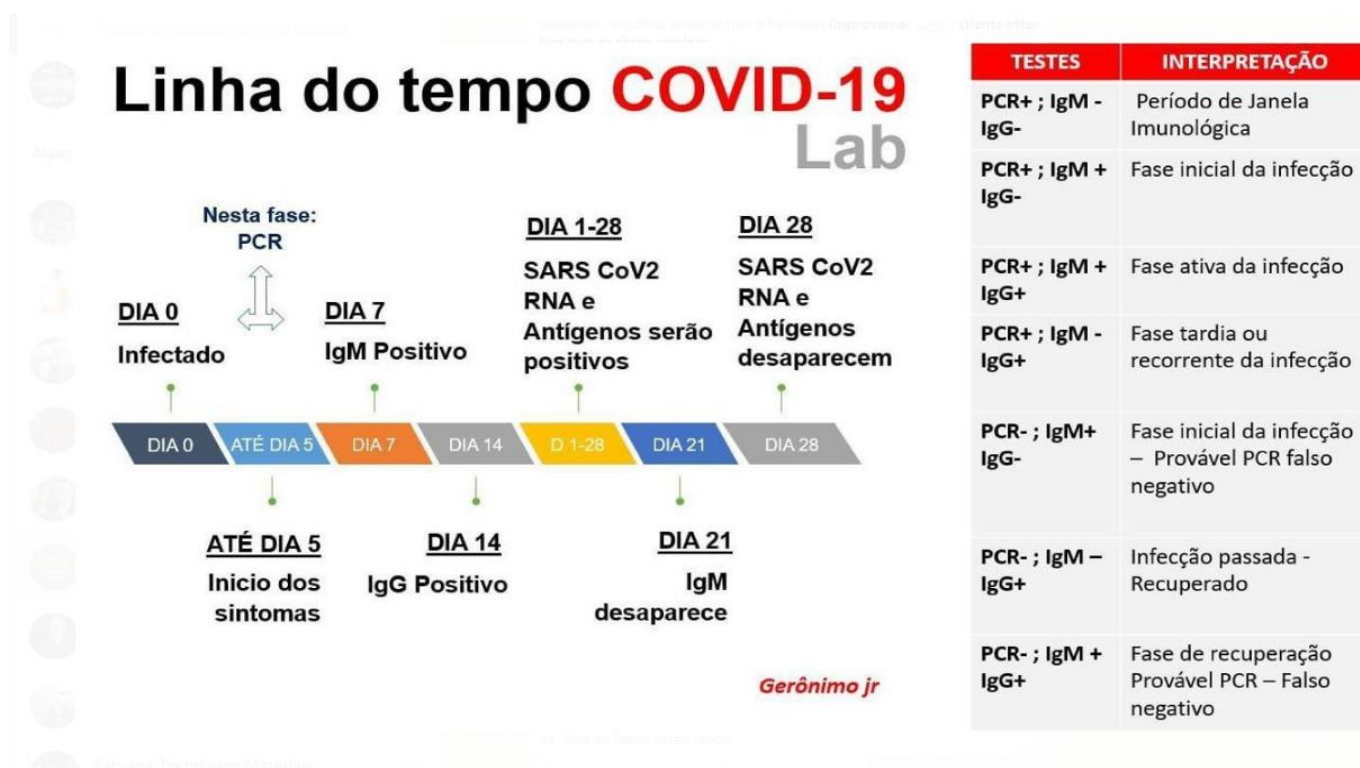 Linha do tempo COVID-19
Lab
Nesta fase:
PCR
DIA 0
Infectado
DIA 7
IgM Positivo
DIA 1-28
SARS CoV2
RNA e
Antígenos serão
positivos
DIA 28
SARS CoV2
RNA e
Antígenos
desaparecem
DIA 0
ATÉ DIA 5
DIA 7
DIA 14
D 1-28
DIA 21
DIA 28
ATÉ DIA 5
Inicio dos
sintomas
DIA 14
IgG Positivo
DIA 21
IgM
desaparece
Gerônimo jr
TESTES INTERPRETAÇÃO
PCR+ ; IgM - Período de Janela
IgG- Imunológica
PCR+ ; IgM + Fase inicial da infecção
IgG-
PCR+ ; IgM + Fase ativa da infecção
IgG+
PCR+ ; IgM - Fase tardia ou
IgG+ recorrente da infecção
PCR- ; IgM+ Fase inicial da infecção
IgG- – Provável PCR falso
negativo
PCR- ; IgM – Infecção passada -
IgG+ Recuperado
PCR- ; IgM + Fase de recuperação
IgG+ Provável PCR – Falso
negativo